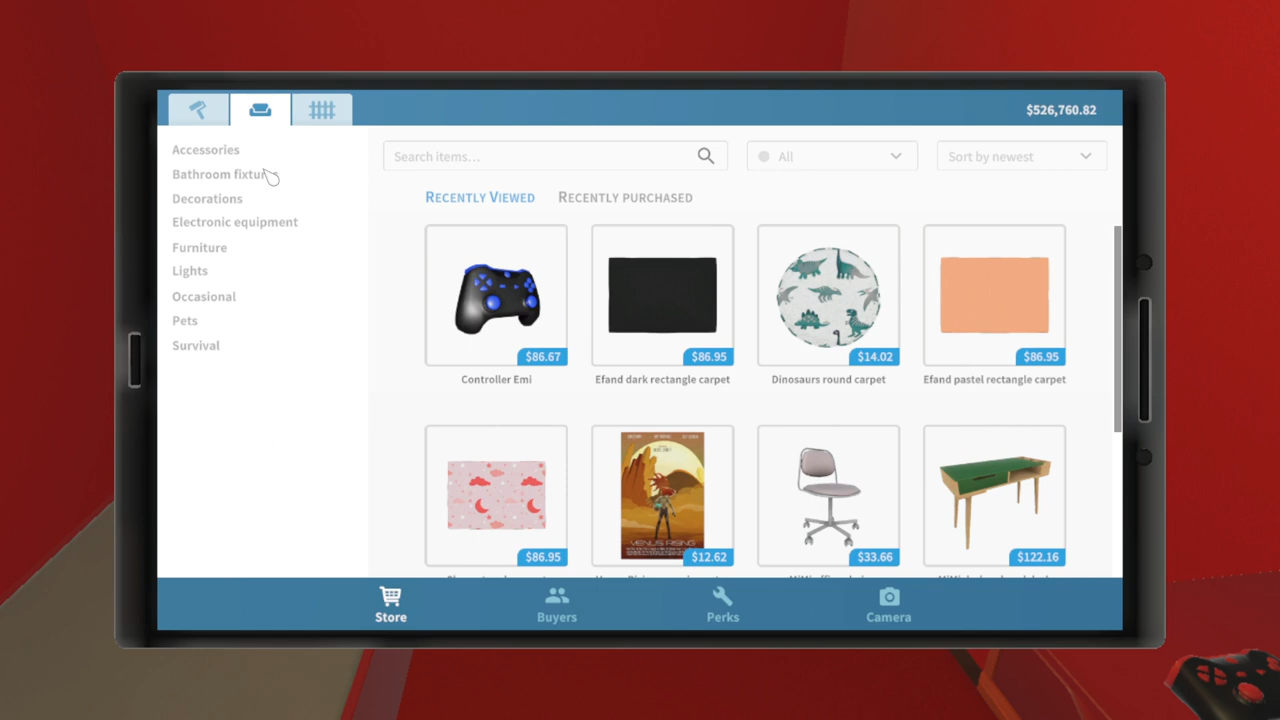 $526,760.82
Accessories
Bathroom fixtu
Decorations
Electronic equipment
Furniture
Lights
Occasional
Pets
Survival
Search items...
All
Sort by newest
RECENTLY VIEWED
RECENTLY PURCHASED
$86.67
$86.95
$14.02
$86.95
Controller Emi
Efand dark rectangle carpet
Dinosaurs round carpet
Efand pastel rectangle carpet
VENUS RISING
$86.95
$12.62
$33.66
$122.16
Store
Buyers
Perks
Camera